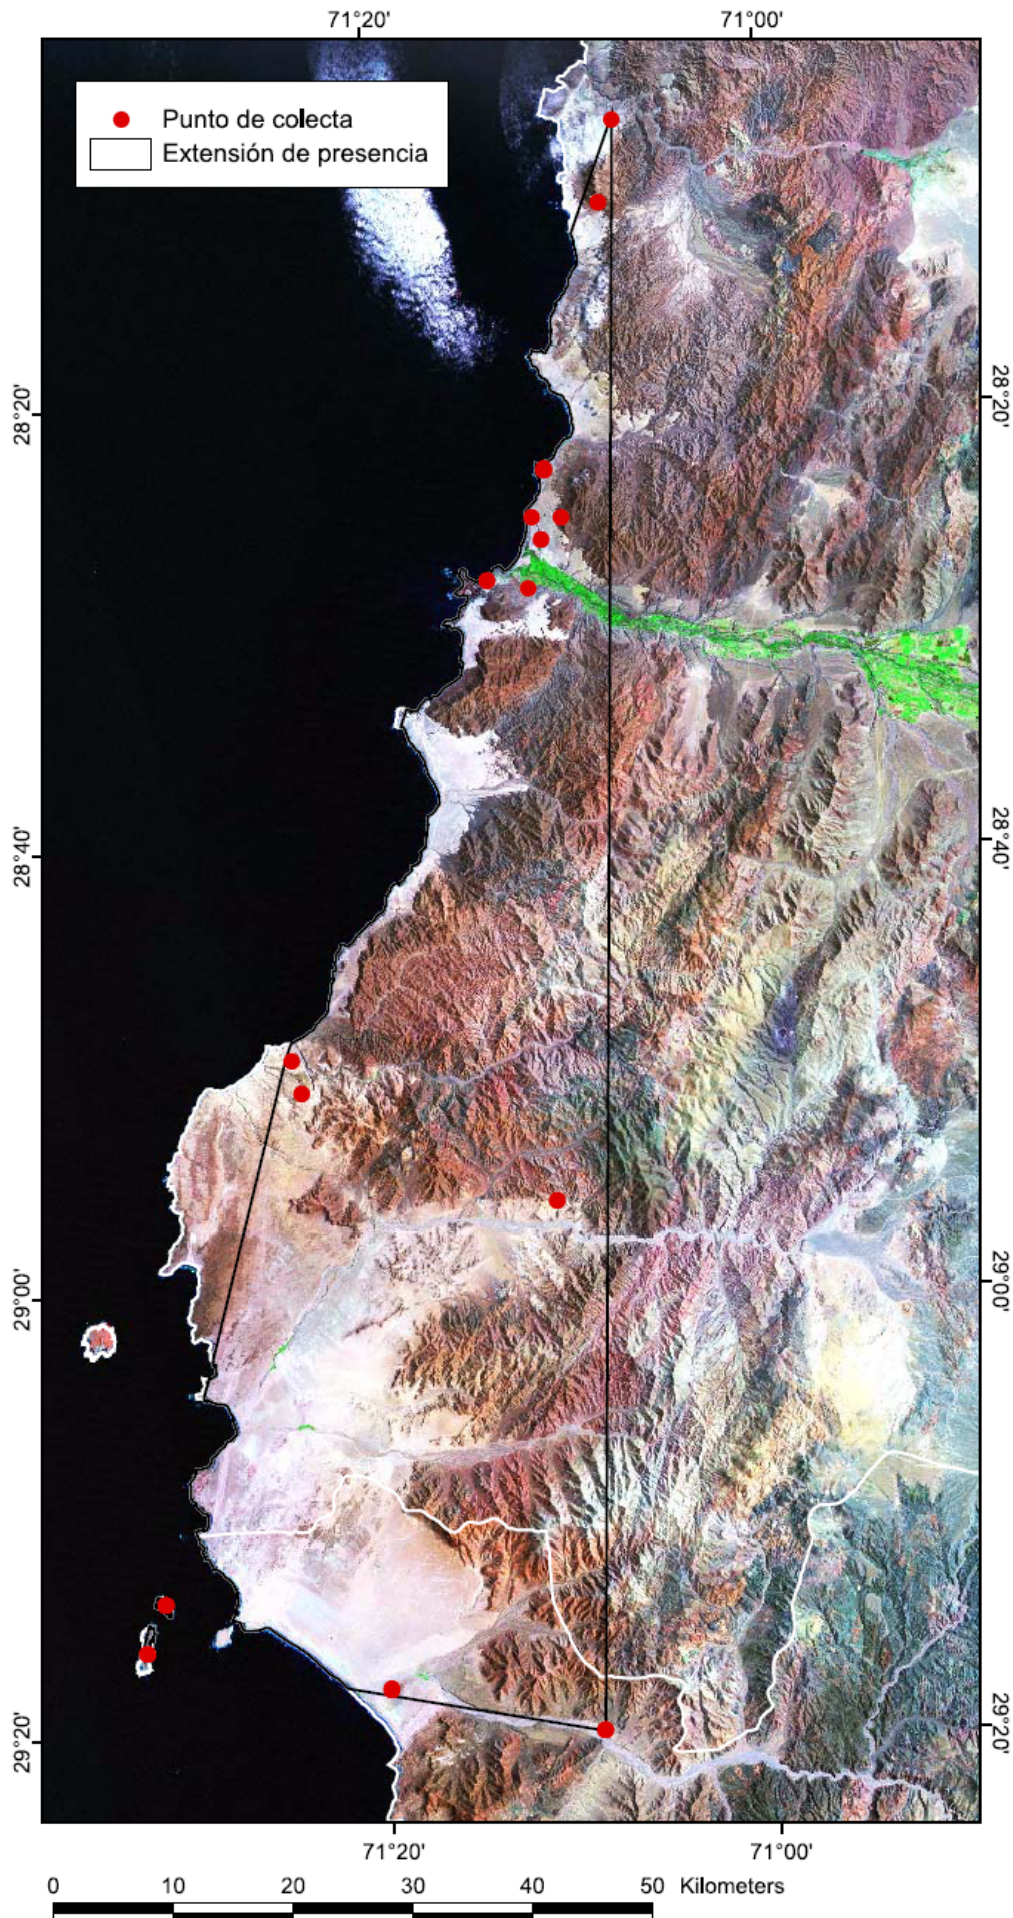 71°20' 71°00'
Punto de colecta
Extensión de presencia
28°20' 28°20'
28°40' 28°40'
29°00' 29°00'
29°20' 29°20'
71°20' 71°00'
0 10 20 30 40 50 Kilometers